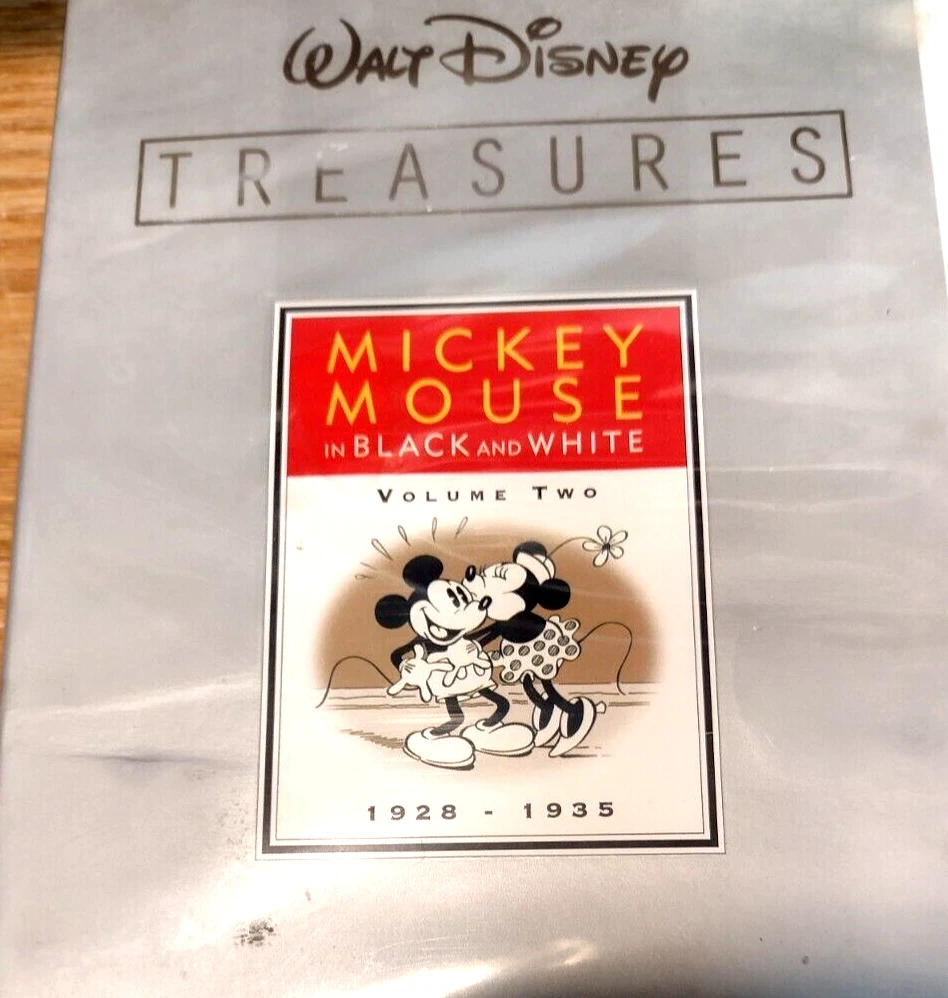 WALT DISNEY
TREASURES
MICKEY
MOUSE
IN BLACK AND WHITE
VOLUME TWO
1928 - 1935